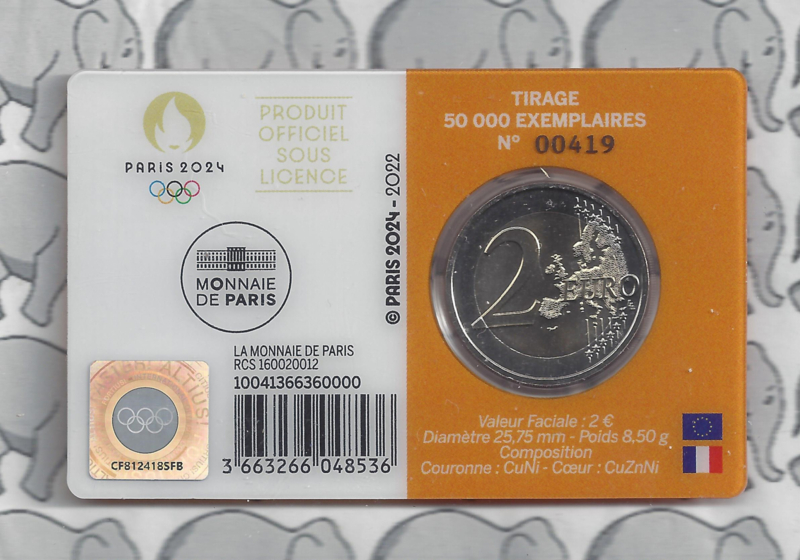 PARIS 2024
PRODUIT
OFFICIEL
SOUS
LICENCE
© PARIS 2024 - 2022
MONNAIE
DE PARIS
LA MONNAIE DE PARIS
RCS 160020012
10041366360000
3 663266 048536
ALTIUS!
CF812418SFB
TIRAGE
50 000 EXEMPLAIRES
N° 00419
2 EURO
Valeur Faciale : 2 €
Diamètre 25,75 mm - Poids 8,50 g
Composition
Couronne : CuNi - Cœur : CuZnNi